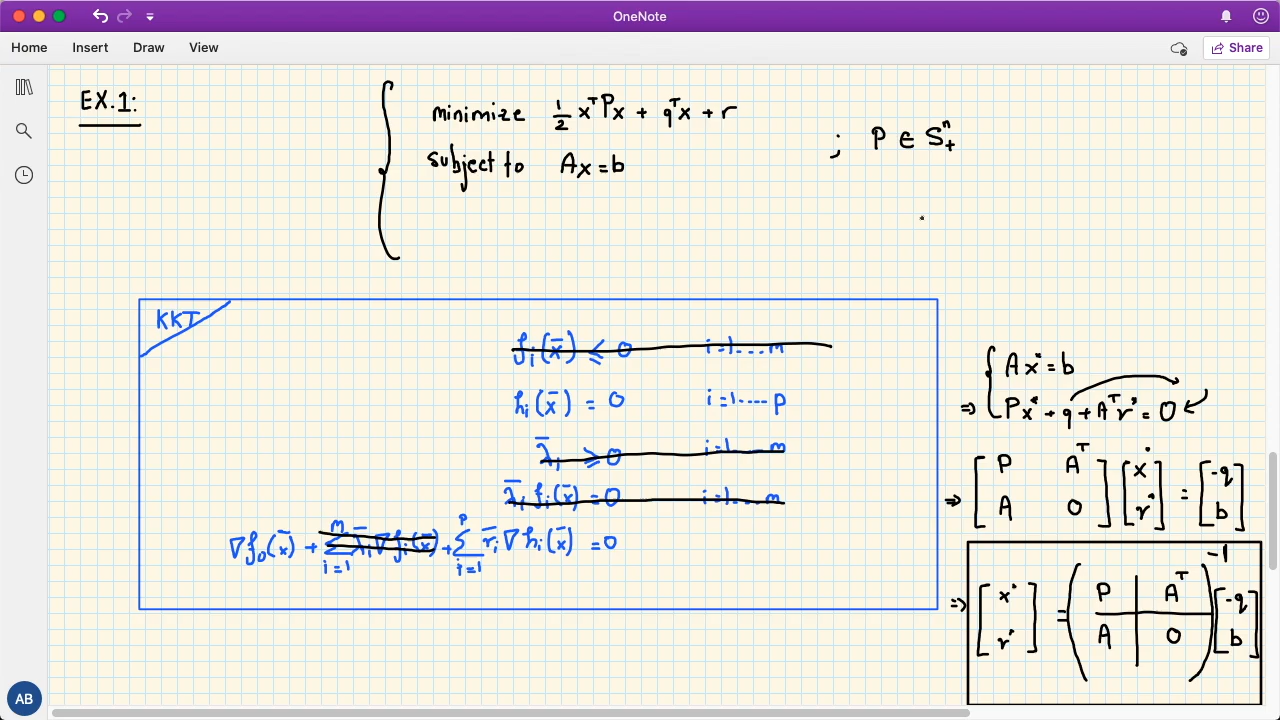 OneNote
Home Insert Draw View Share
EX.1:
minimize ½ xᵀPx + qᵀx + r
subject to Ax = b
; P ∈ S₊ⁿ
KKT
fᵢ(x̄) ≤ 0 i=1...m
hᵢ(x̄) = 0 i=1....p
λ̄ᵢ ≥ 0 i=1...m
λ̄ᵢ fᵢ(x̄) = 0 i=1...m
∇f₀(x̄) + Σᵢ₌₁ᵐ λ̄ᵢ∇fᵢ(x̄) + Σᵢ₌₁ᵖ r̄ᵢ∇hᵢ(x̄) = 0
Ax* = b
⇒ Px* + q + Aᵀr* = 0
⇒ [P Aᵀ; A 0] [x*; r*] = [-q; b]
⇒ [x*; r*] = (P Aᵀ; A 0)⁻¹ [-q; b]
AB